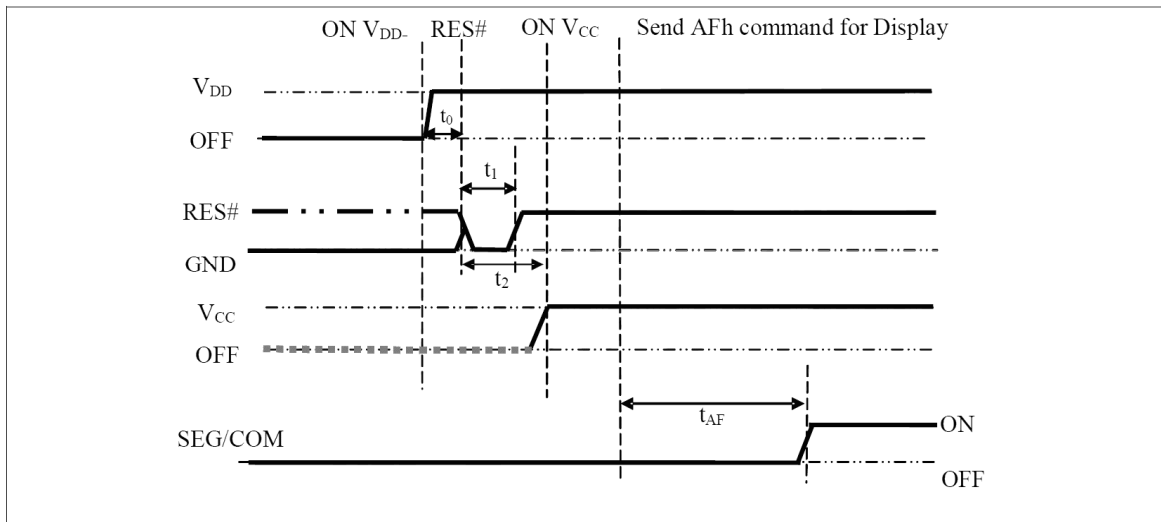 ON VDD- RES# ON VCC Send AFh command for Display
VDD
t0
OFF
t1
RES#
GND
t2
VCC
OFF
tAF
ON
SEG/COM
OFF